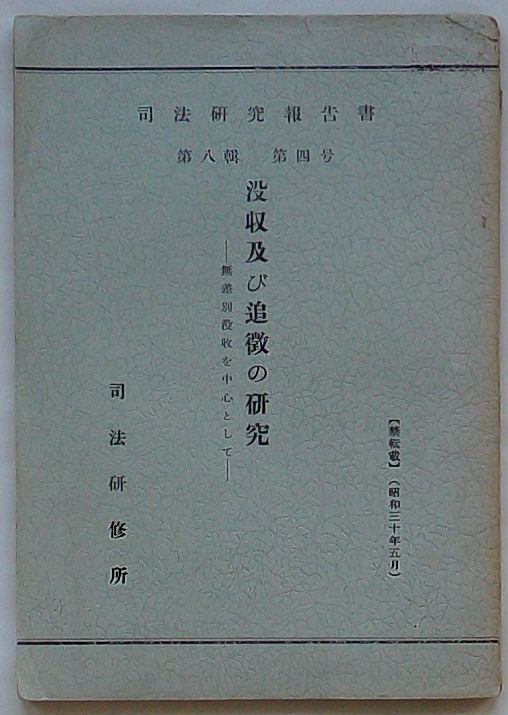 司法研究報告書
第八輯 第四号
没収及び追徴の研究
――無差別没收を中心として――
【禁転載】（昭和三十年五月）
司法研修所